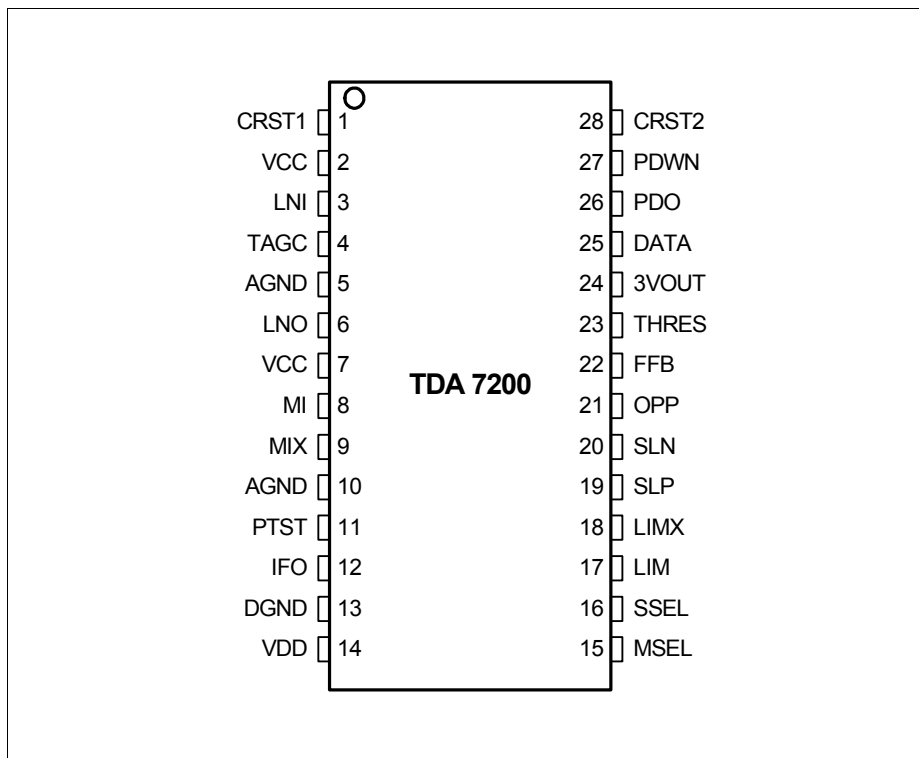 CRST1 1 28 CRST2
VCC 2 27 PDWN
LNI 3 26 PDO
TAGC 4 25 DATA
AGND 5 24 3VOUT
LNO 6 23 THRES
VCC 7 22 FFB
TDA 7200
MI 8 21 OPP
MIX 9 20 SLN
AGND 10 19 SLP
PTST 11 18 LIMX
IFO 12 17 LIM
DGND 13 16 SSEL
VDD 14 15 MSEL